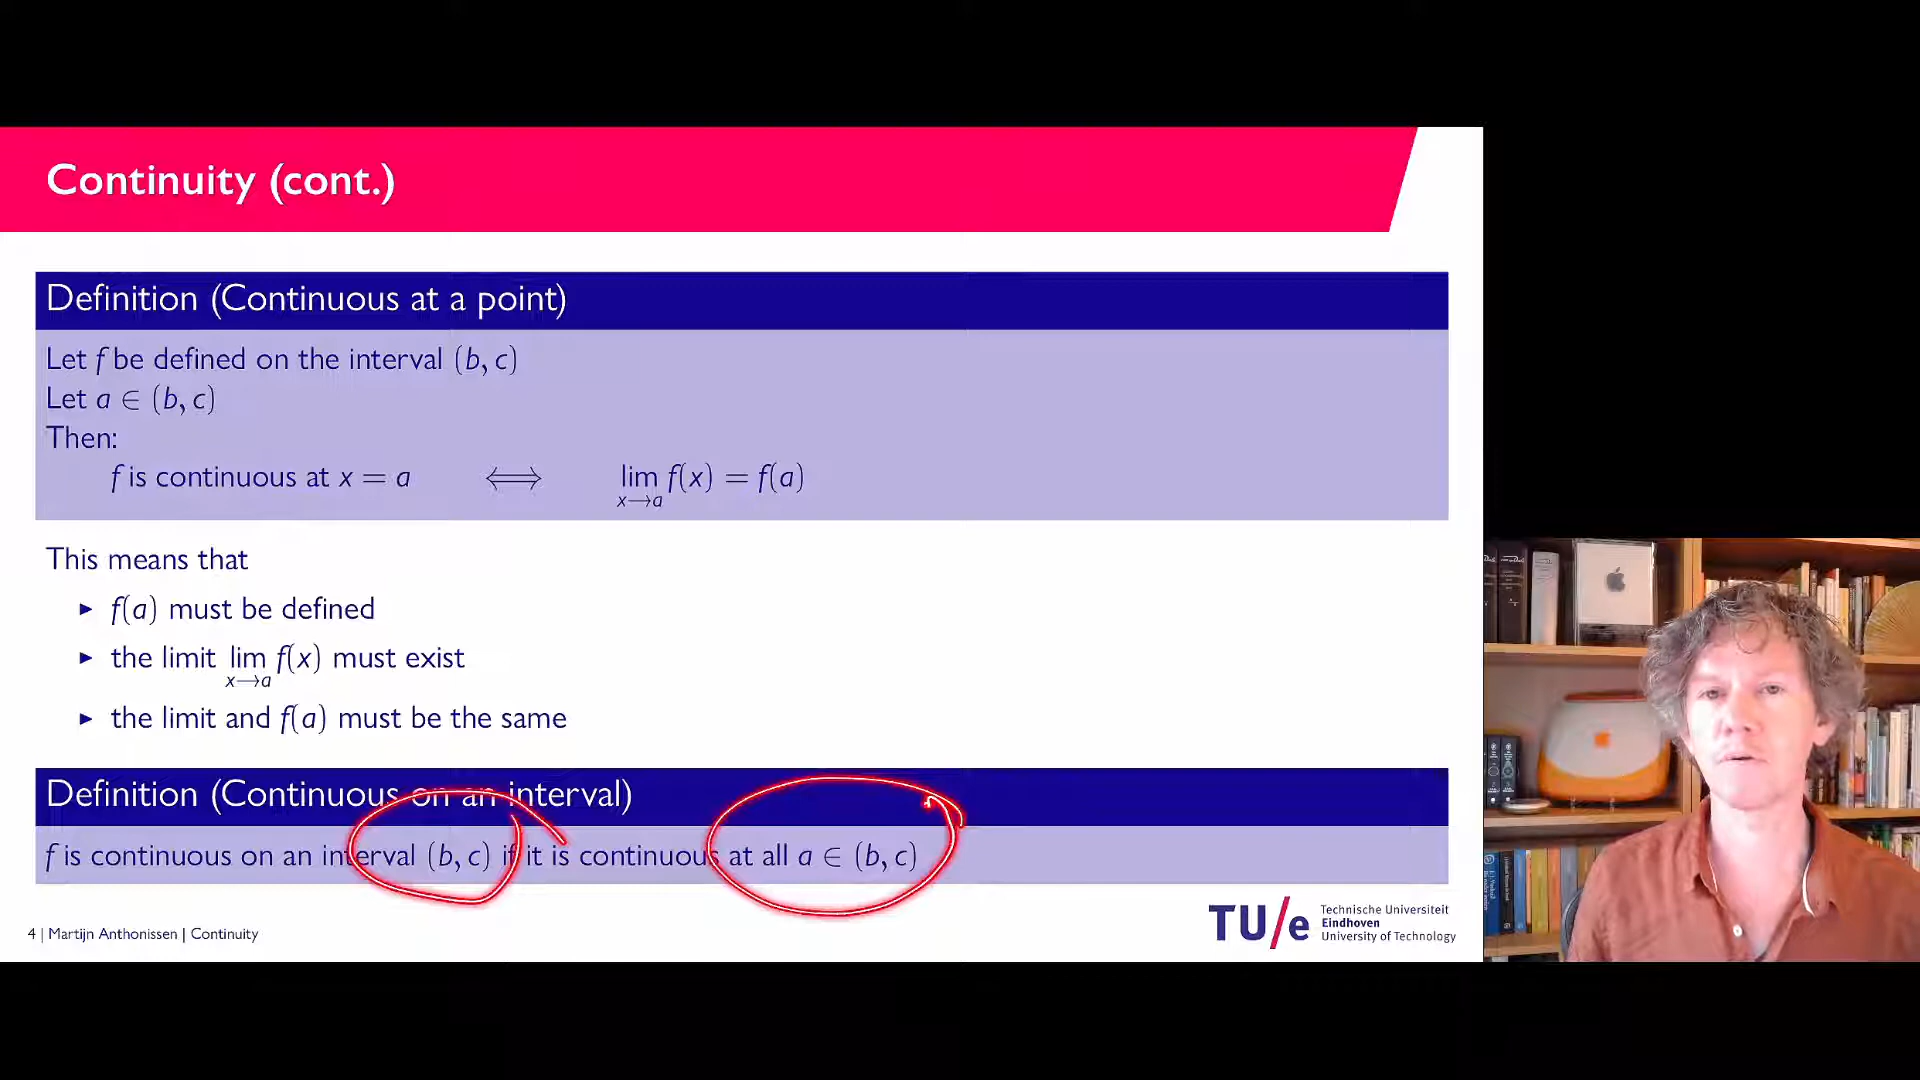 Continuity (cont.)
Definition (Continuous at a point)
Let f be defined on the interval (b, c)
Let a ∈ (b, c)
Then:
f is continuous at x = a ⟺ lim x→a f(x) = f(a)
This means that
▶ f(a) must be defined
▶ the limit lim x→a f(x) must exist
▶ the limit and f(a) must be the same
Definition (Continuous on an interval)
f is continuous on an interval (b, c) if it is continuous at all a ∈ (b, c)
4 | Martijn Anthonissen | Continuity
TU/e Technische Universiteit
Eindhoven
University of Technology